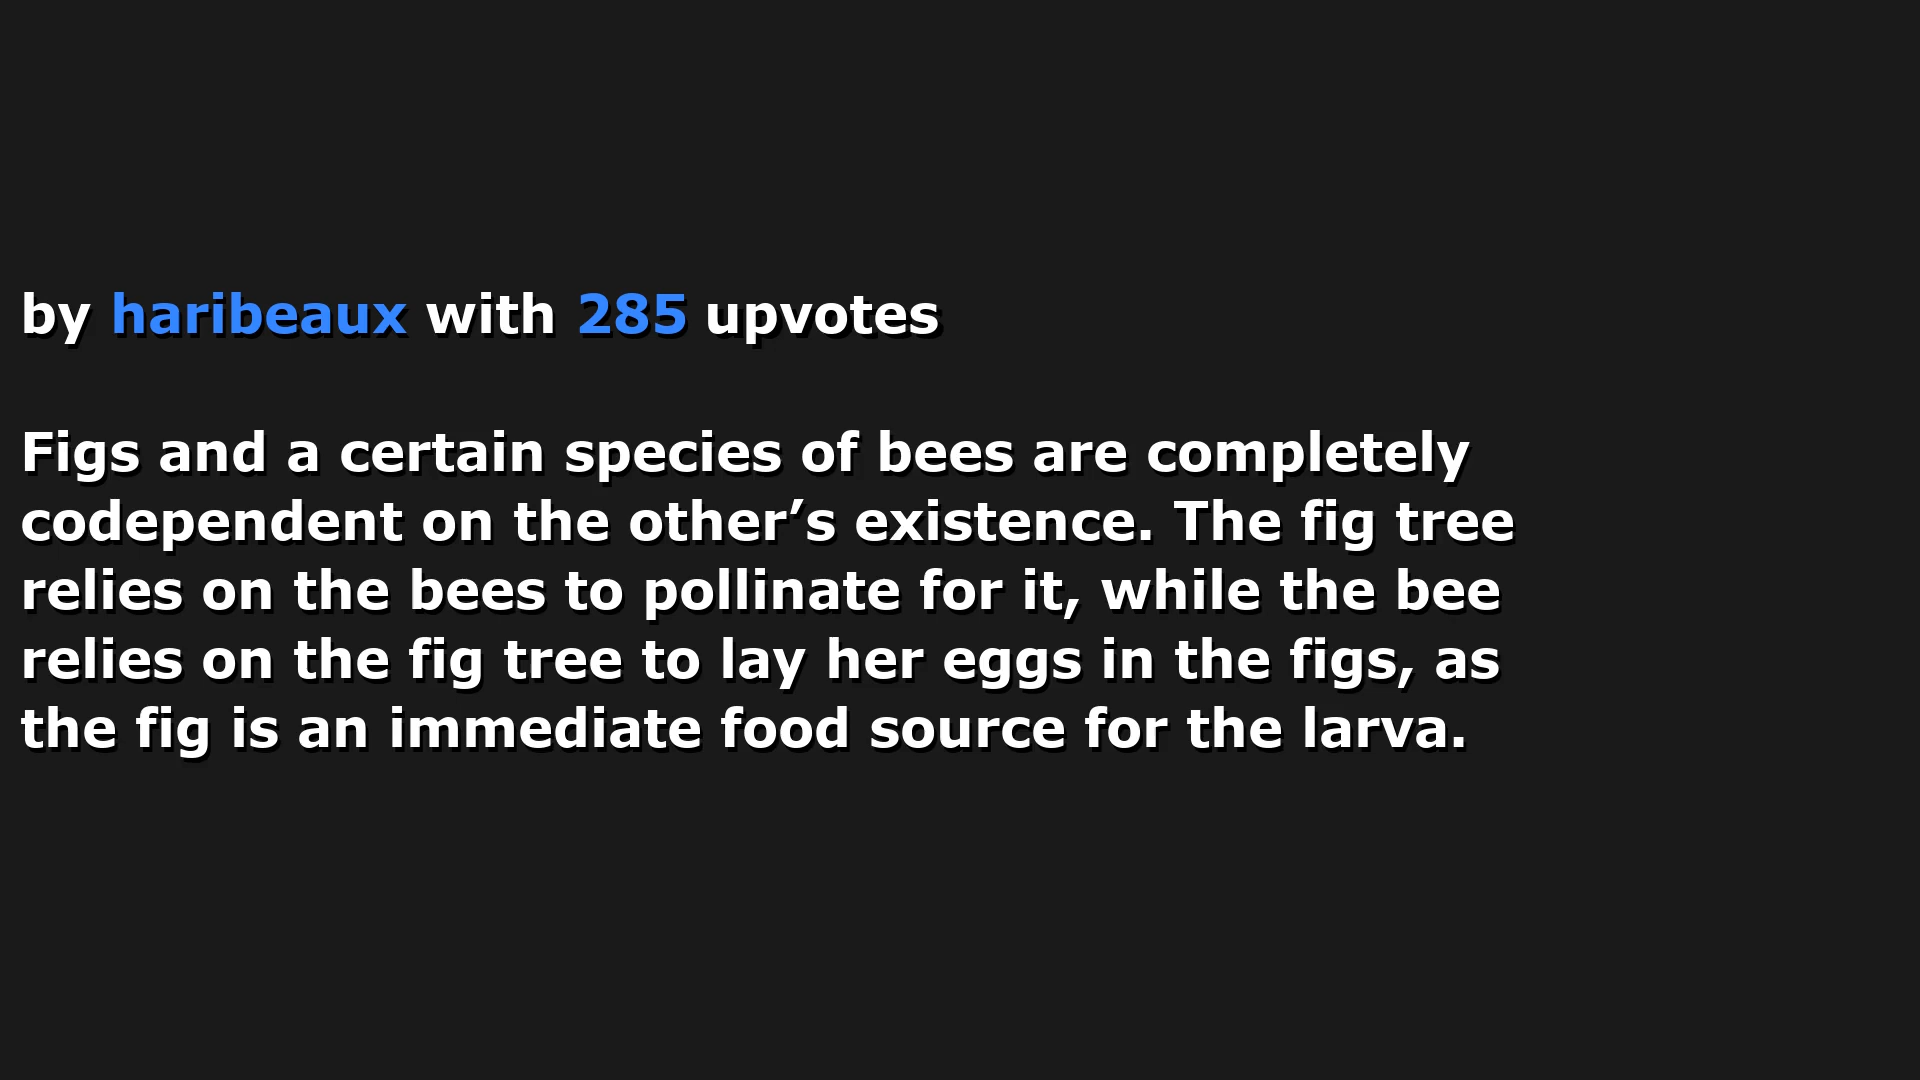 by haribeaux with 285 upvotes
Figs and a certain species of bees are completely
codependent on the other’s existence. The fig tree
relies on the bees to pollinate for it, while the bee
relies on the fig tree to lay her eggs in the figs, as
the fig is an immediate food source for the larva.